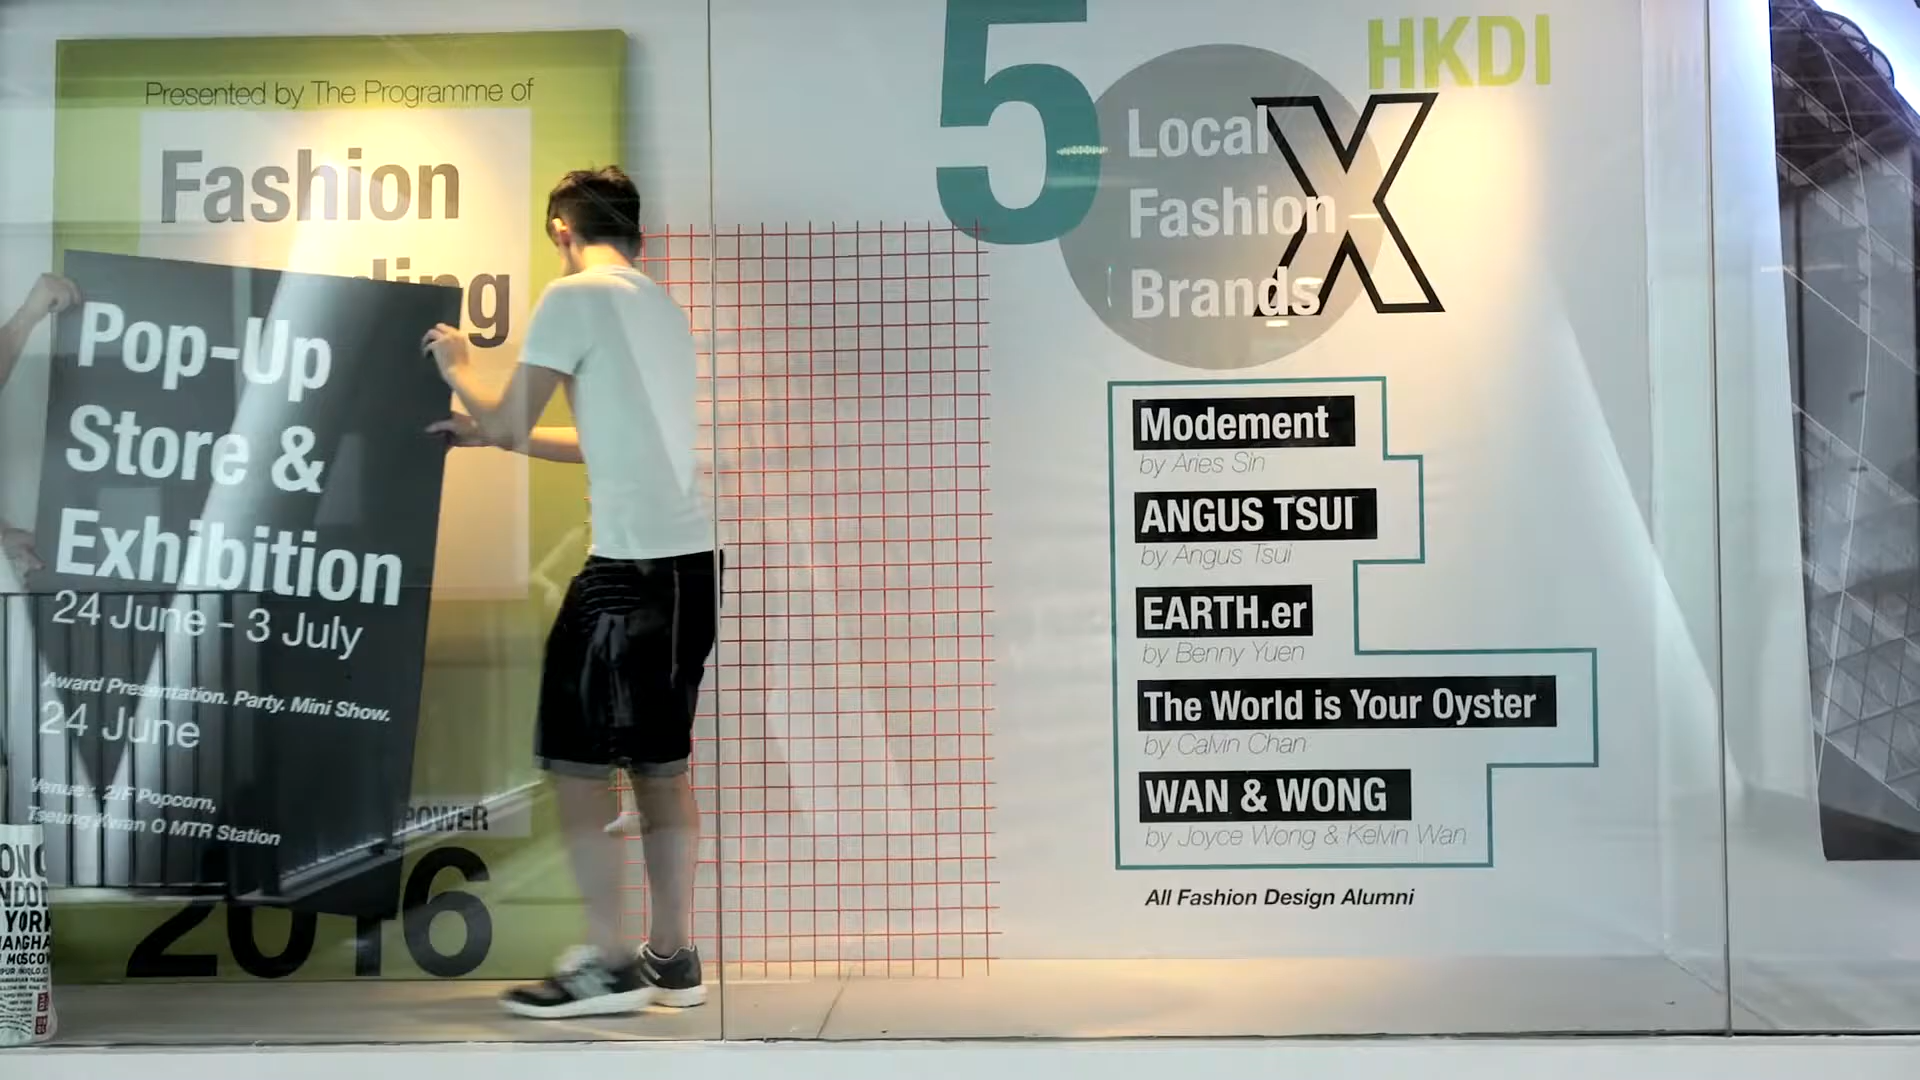 Presented by The Programme of
Fashion
ding
Pop-Up
Store &
Exhibition
24 June - 3 July
Award Presentation. Party. Mini Show.
24 June
Venue : 2/F Popcorn,
Tseung Kwan O MTR Station
POWER
2016
YORK
MOSCOW
5
HKDI
X
Local
Fashion
Brands
Modement
by Aries Sin
ANGUS TSUI
by Angus Tsui
EARTH.er
by Benny Yuen
The World is Your Oyster
by Calvin Chan
WAN & WONG
by Joyce Wong & Kelvin Wan
All Fashion Design Alumni